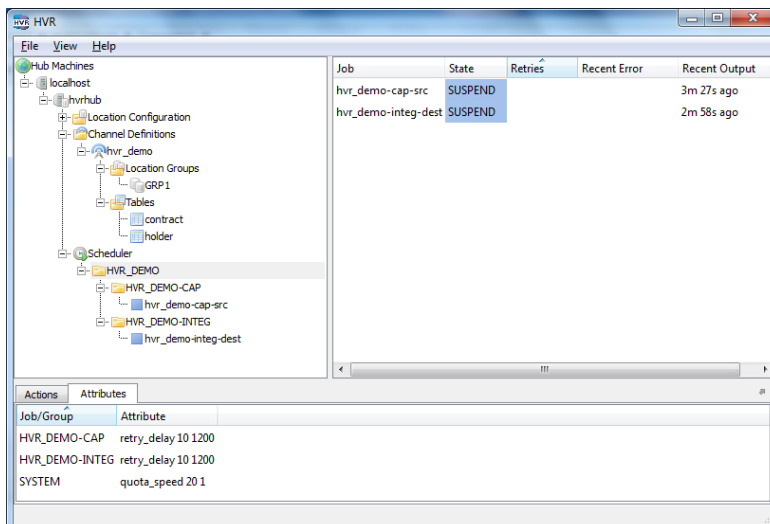 HVR HVR
File View Help
Hub Machines
localhost
hvrhub
Location Configuration
Channel Definitions
hvr_demo
Location Groups
GRP1
Tables
contract
holder
Scheduler
HVR_DEMO
HVR_DEMO-CAP
hvr_demo-cap-src
HVR_DEMO-INTEG
hvr_demo-integ-dest
Job State Retries Recent Error Recent Output
hvr_demo-cap-src SUSPEND 3m 27s ago
hvr_demo-integ-dest SUSPEND 2m 58s ago
Actions Attributes
Job/Group Attribute
HVR_DEMO-CAP retry_delay 10 1200
HVR_DEMO-INTEG retry_delay 10 1200
SYSTEM quota_speed 20 1